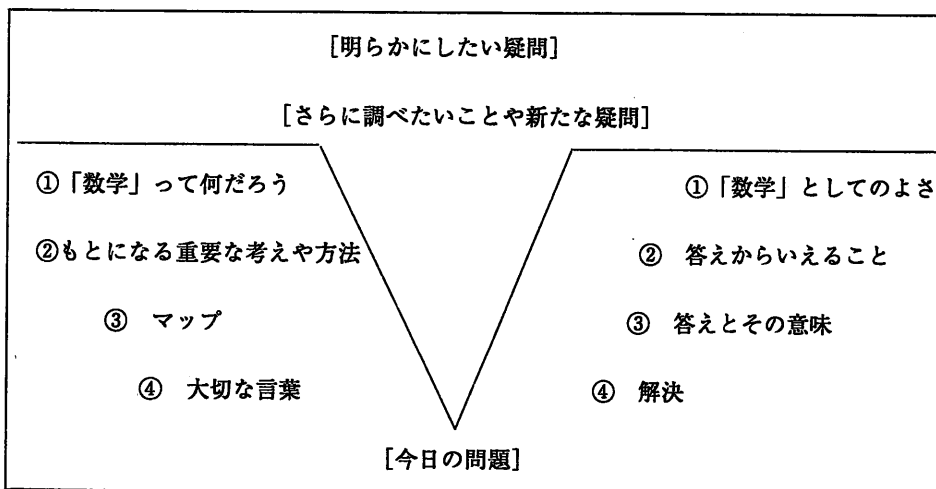 [明らかにしたい疑問]
[さらに調べたいことや新たな疑問]
①「数学」って何だろう
②もとになる重要な考えや方法
③ マップ
④ 大切な言葉
①「数学」としてのよさ
② 答えからいえること
③ 答えとその意味
④ 解決
[今日の問題]